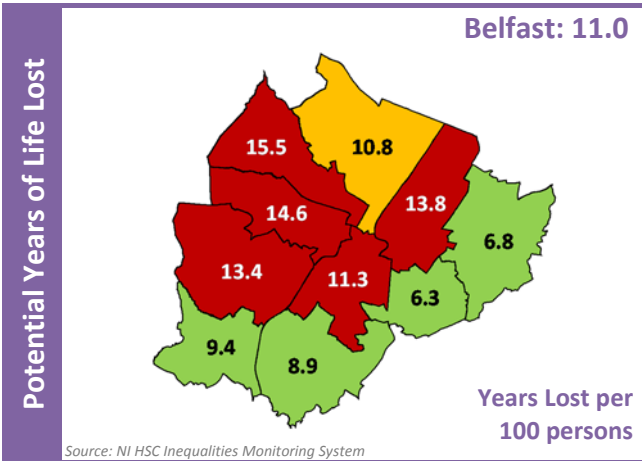 Potential Years of Life Lost
Belfast: 11.0
15.5
10.8
14.6
13.8
6.8
13.4
11.3
6.3
9.4
8.9
Years Lost per
100 persons
Source: NI HSC Inequalities Monitoring System